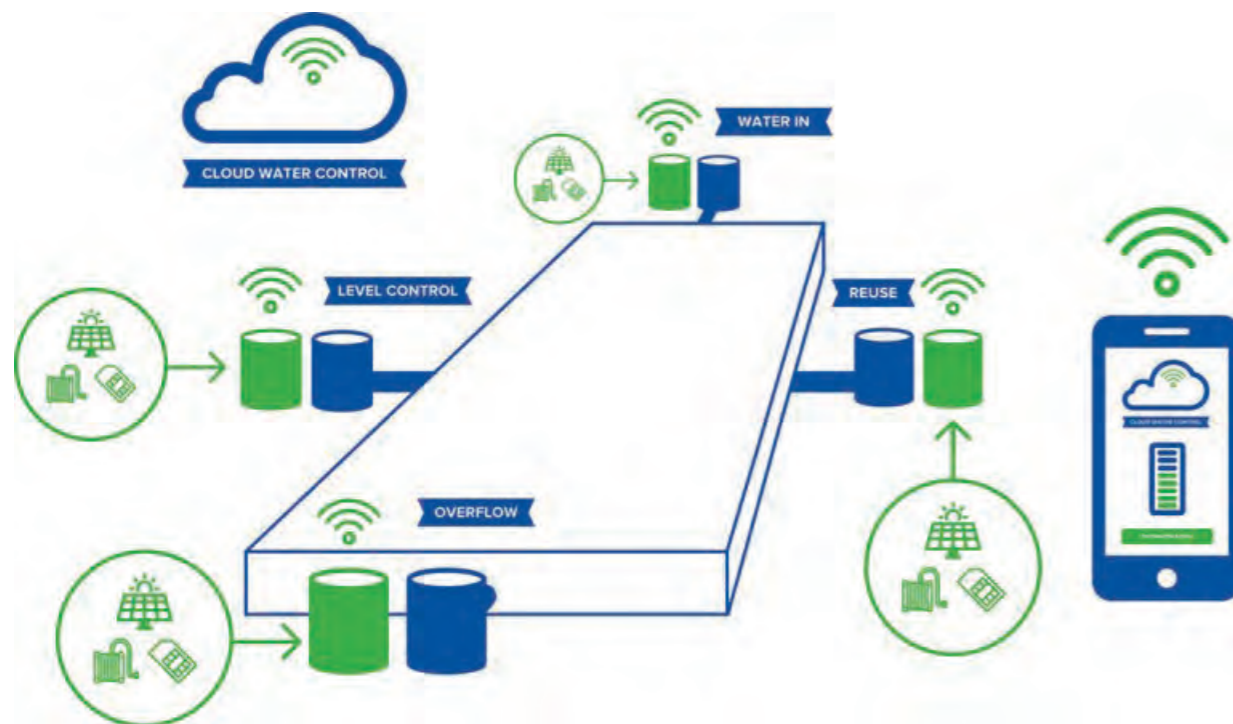 CLOUD WATER CONTROL
WATER IN
LEVEL CONTROL
REUSE
OVERFLOW
CLOUD WATER CONTROL